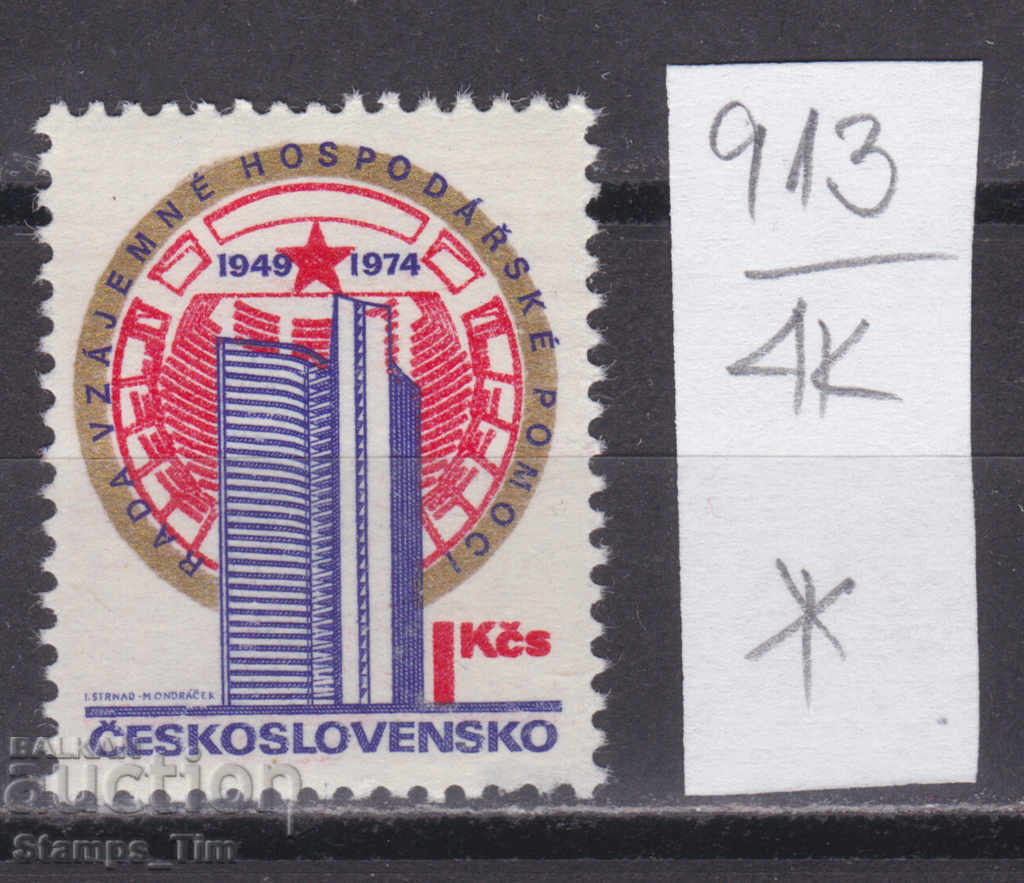 RADA VZÁJEMNÉ HOSPODÁŘSKÉ POMOCI
1949 1974
1 Kčs
I. STRNAD - M. ONDRÁČEK
ČESKOSLOVENSKO
913
4K
*
BALKAN
auction
Stamps_Tim